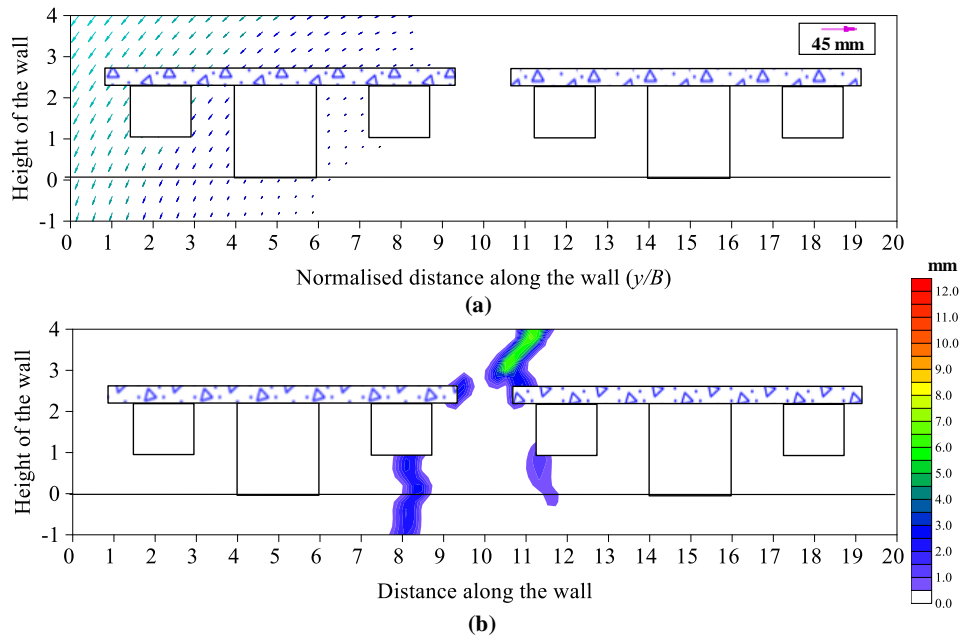 4
3
2
1
0
-1
Height of the wall
45 mm
0 1 2 3 4 5 6 7 8 9 10 11 12 13 14 15 16 17 18 19 20
Normalised distance along the wall (y/B)
(a)
4
3
2
1
0
-1
Height of the wall
0 1 2 3 4 5 6 7 8 9 10 11 12 13 14 15 16 17 18 19 20
Distance along the wall
(b)
mm
12.0
11.0
10.0
9.0
8.0
7.0
6.0
5.0
4.0
3.0
2.0
1.0
0.0